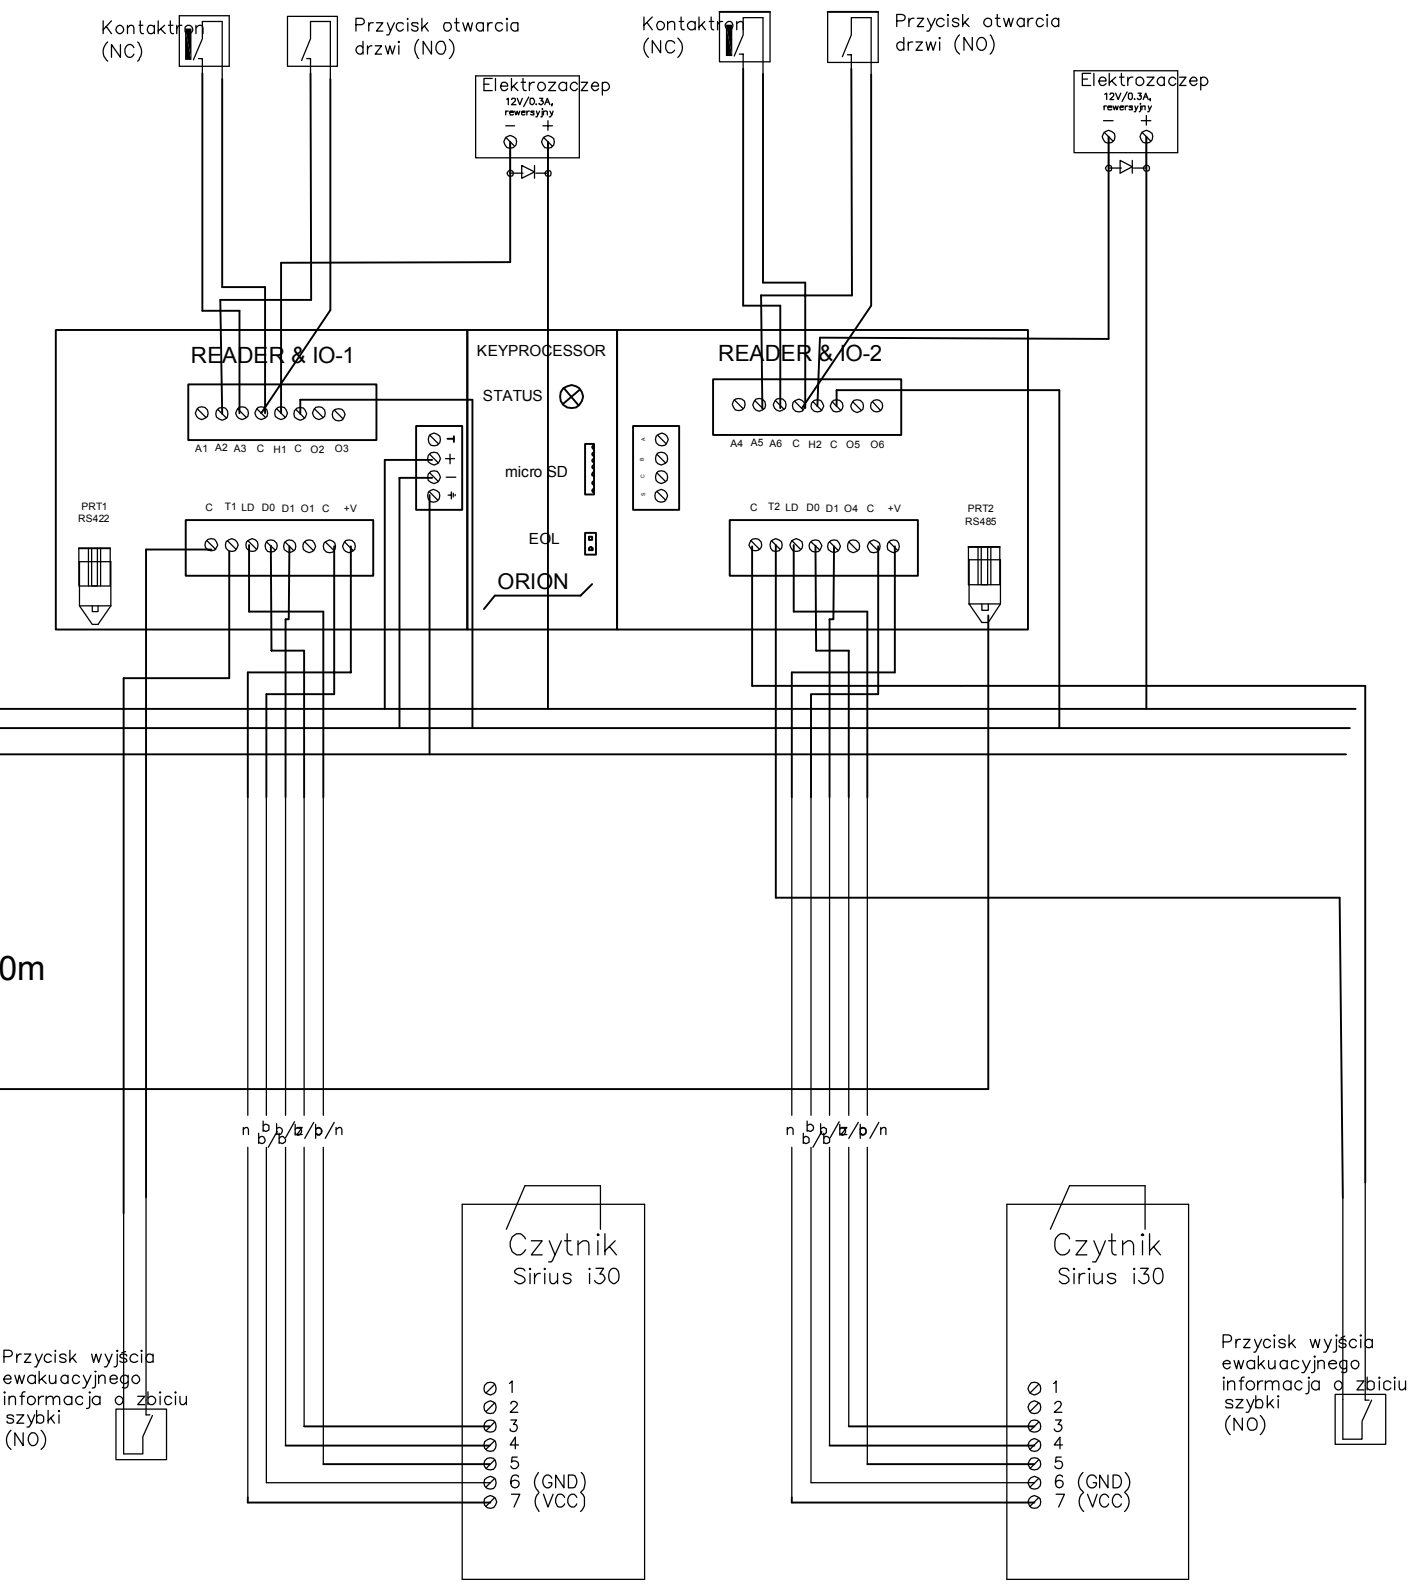 Kontaktron
(NC)
Przycisk otwarcia
drzwi (NO)
Elektrozaczep
12V/0.3A,
rewersyjny
− +
Kontaktron
(NC)
Przycisk otwarcia
drzwi (NO)
Elektrozaczep
12V/0.3A,
rewersyjny
− +
READER & IO-1
A1 A2 A3 C H1 C O2 O3
T
+
−
PRT1
RS422
C T1 LD D0 D1 O1 C +V
KEYPROCESSOR
STATUS
micro SD
EOL
ORION
READER & IO-2
A4 A5 A6 C H2 C O5 O6
A
B
C
S
C T2 LD D0 D1 O4 C +V
PRT2
RS485
0m
n b b/b b/b z/b b/n
n b b/b b/b z/b b/n
Czytnik
Sirius i30
1
2
3
4
5
6 (GND)
7 (VCC)
Czytnik
Sirius i30
1
2
3
4
5
6 (GND)
7 (VCC)
Przycisk wyjścia
ewakuacyjnego
informacja o zbiciu
szybki
(NO)
Przycisk wyjścia
ewakuacyjnego
informacja o zbiciu
szybki
(NO)